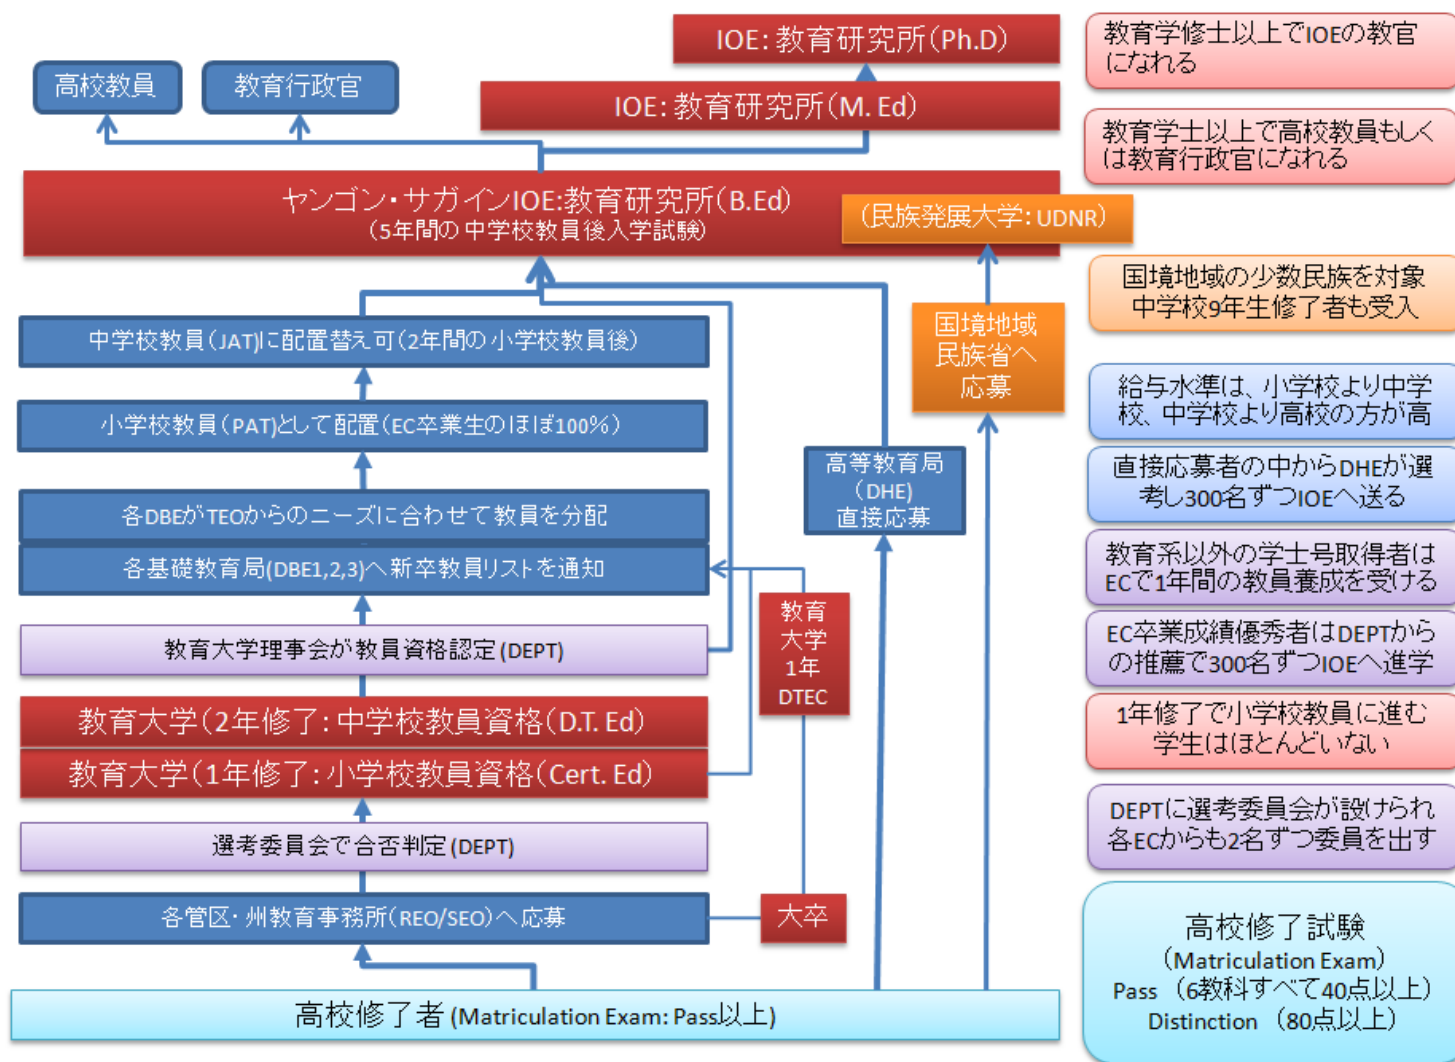 IOE:教育研究所(Ph.D)
教育学修士以上でIOEの教官
になれる
高校教員
教育行政官
IOE:教育研究所(M. Ed)
教育学士以上で高校教員もしく
は教育行政官になれる
ヤンゴン・サガインIOE:教育研究所(B.Ed)
(5年間の中学校教員後入学試験)
(民族発展大学:UDNR)
国境地域の少数民族を対象
中学校9年生修了者も受入
中学校教員(JAT)に配置替え可(2年間の小学校教員後)
国境地域
民族省へ
応募
給与水準は、小学校より中学
校、中学校より高校の方が高
小学校教員(PAT)として配置(EC卒業生のほぼ100%)
高等教育局
(DHE)
直接応募
直接応募者の中からDHEが選
考し300名ずつIOEへ送る
各DBEがTEOからのニーズに合わせて教員を分配
各基礎教育局(DBE1,2,3)へ新卒教員リストを通知
教育系以外の学士号取得者は
ECで1年間の教員養成を受ける
教育大学理事会が教員資格認定(DEPT)
教育
大学
1年
DTEC
EC卒業成績優秀者はDEPTから
の推薦で300名ずつIOEへ進学
教育大学(2年修了:中学校教員資格(D.T. Ed)
教育大学(1年修了:小学校教員資格(Cert. Ed)
1年修了で小学校教員に進む
学生はほとんどいない
選考委員会で合否判定(DEPT)
DEPTに選考委員会が設けられ
各ECからも2名ずつ委員を出す
各管区・州教育事務所(REO/SEO)へ応募
大卒
高校修了者(Matriculation Exam: Pass以上)
高校修了試験
(Matriculation Exam)
Pass (6教科すべて40点以上)
Distinction (80点以上)